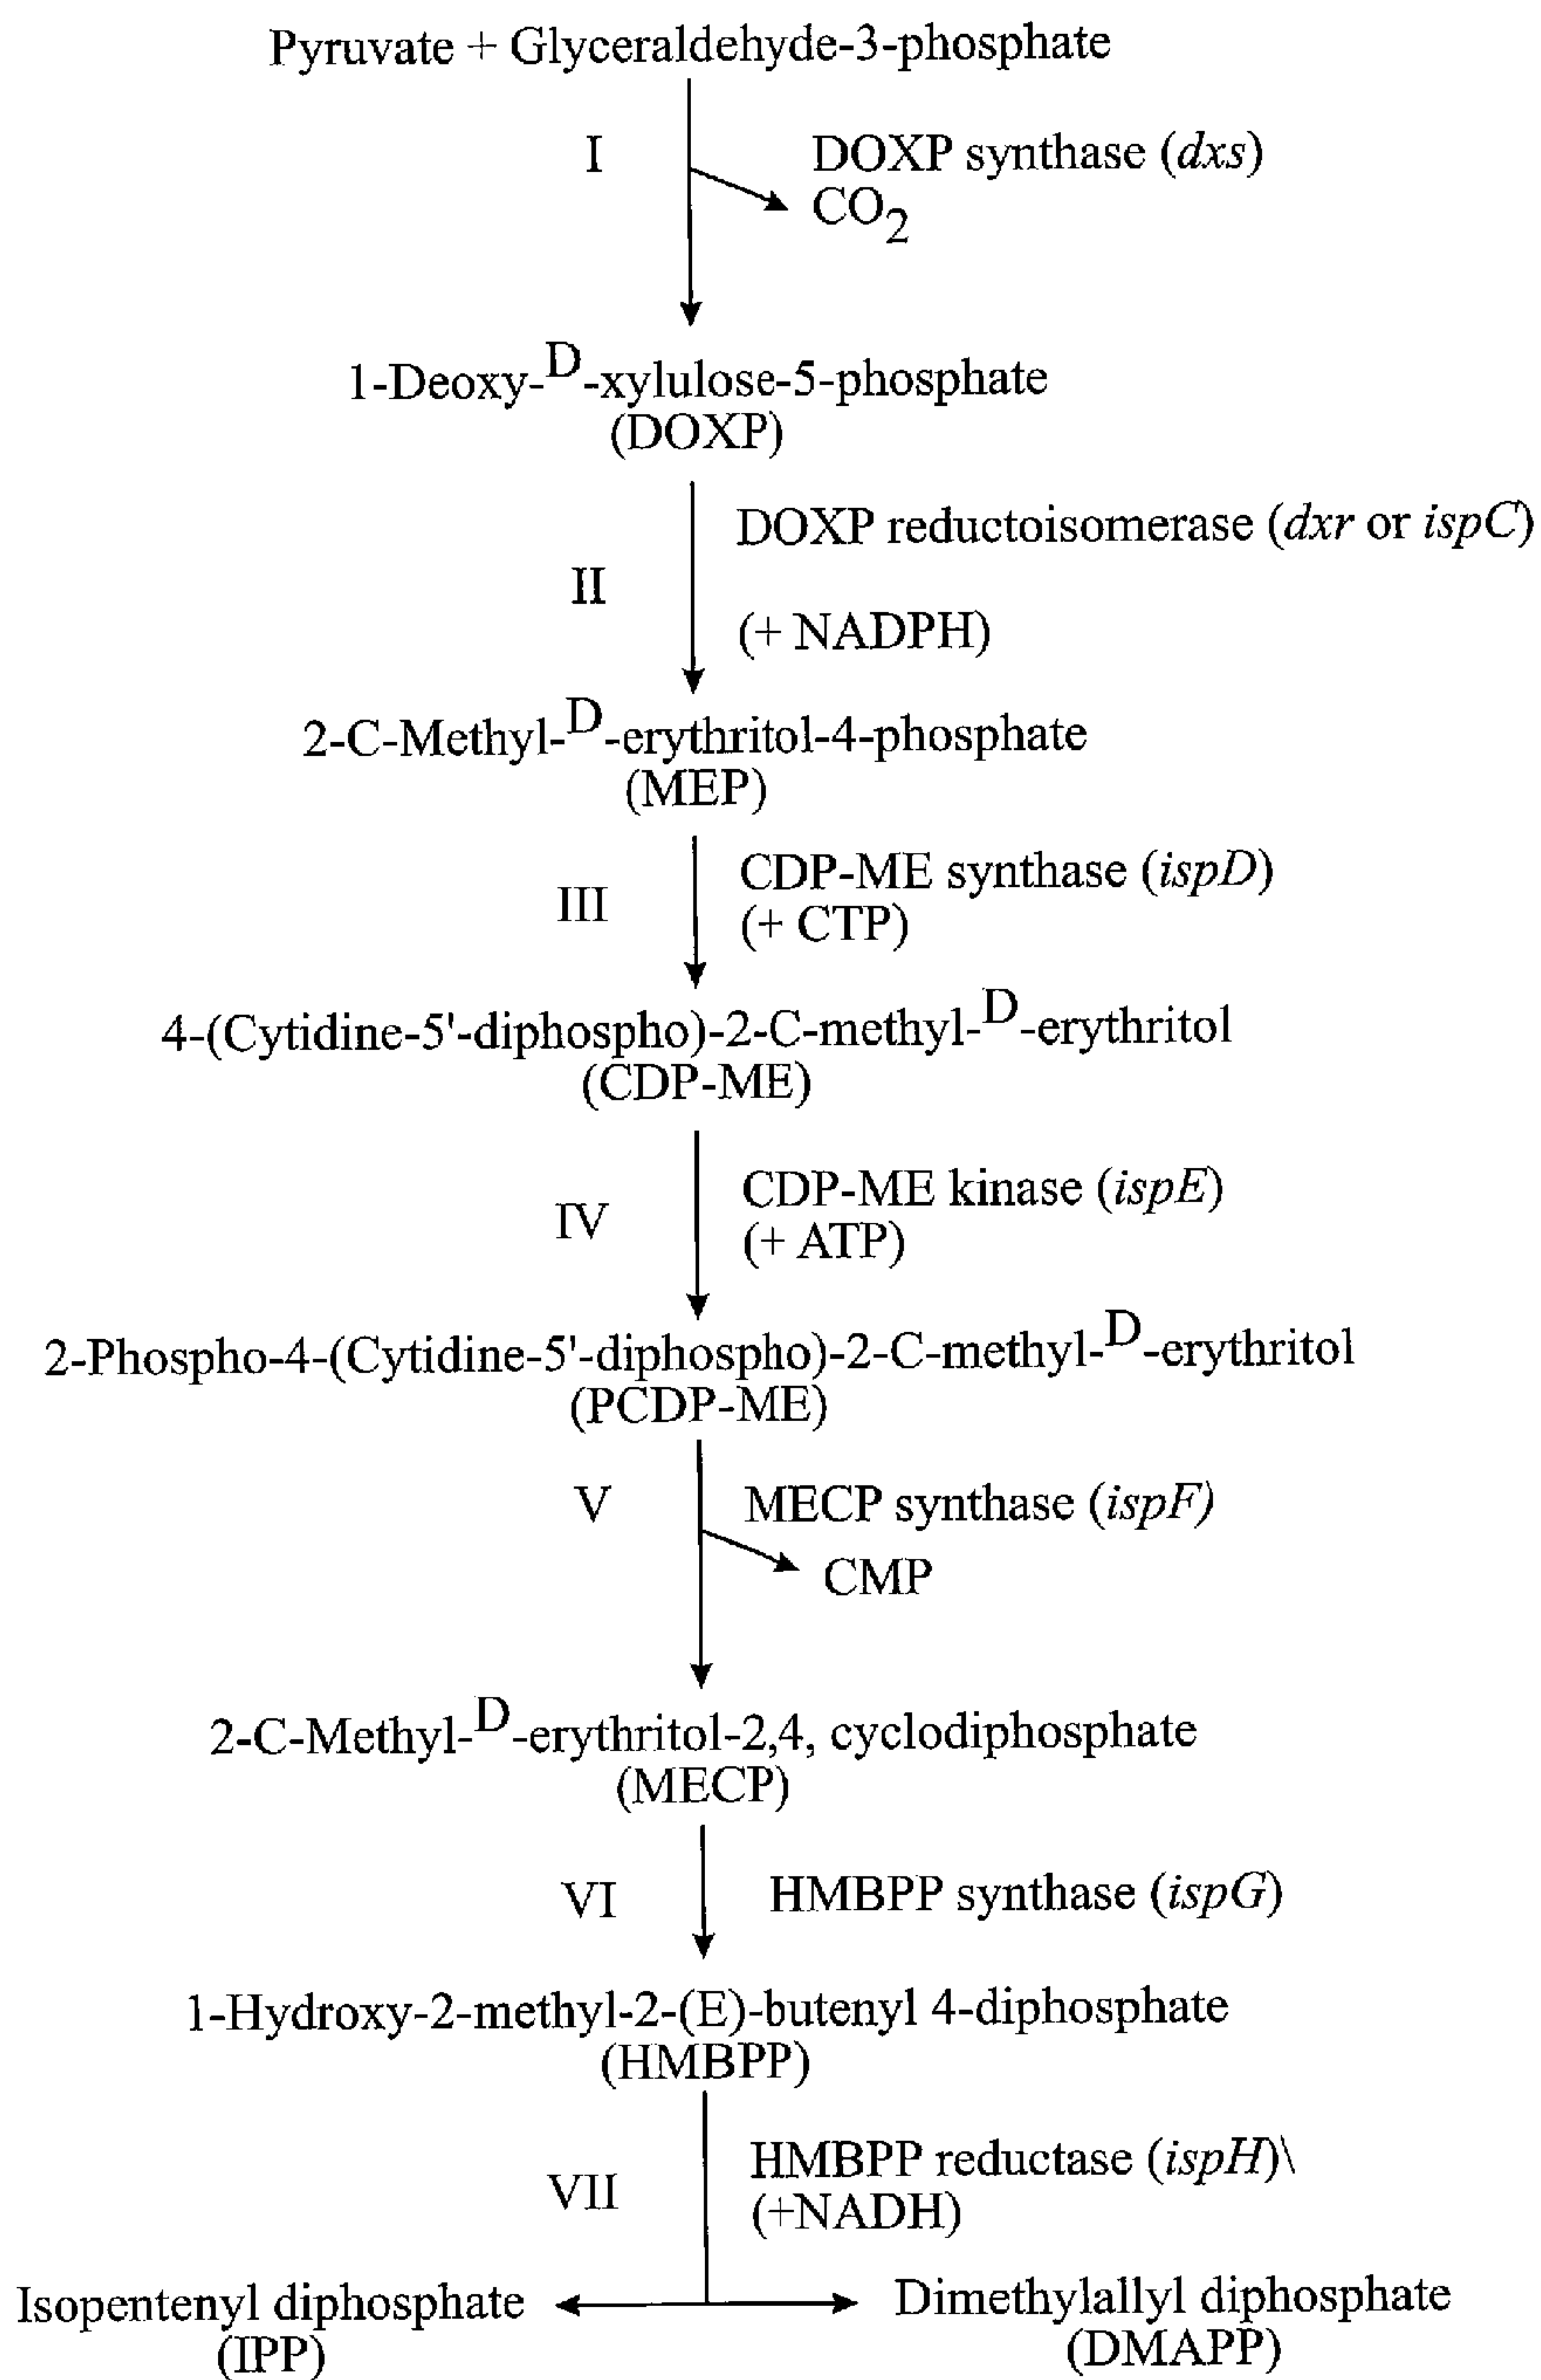 Pyruvate + Glyceraldehyde-3-phosphate
I
DOXP synthase (dxs)
CO2
1-Deoxy-D-xylulose-5-phosphate
(DOXP)
DOXP reductoisomerase (dxr or ispC)
II
(+ NADPH)
2-C-Methyl-D-erythritol-4-phosphate
(MEP)
CDP-ME synthase (ispD)
III
(+ CTP)
4-(Cytidine-5'-diphospho)-2-C-methyl-D-erythritol
(CDP-ME)
CDP-ME kinase (ispE)
IV
(+ ATP)
2-Phospho-4-(Cytidine-5'-diphospho)-2-C-methyl-D-erythritol
(PCDP-ME)
V
MECP synthase (ispF)
CMP
2-C-Methyl-D-erythritol-2,4, cyclodiphosphate
(MECP)
VI
HMBPP synthase (ispG)
1-Hydroxy-2-methyl-2-(E)-butenyl 4-diphosphate
(HMBPP)
HMBPP reductase (ispH)\
VII
(+NADH)
Isopentenyl diphosphate
(IPP)
Dimethylallyl diphosphate
(DMAPP)